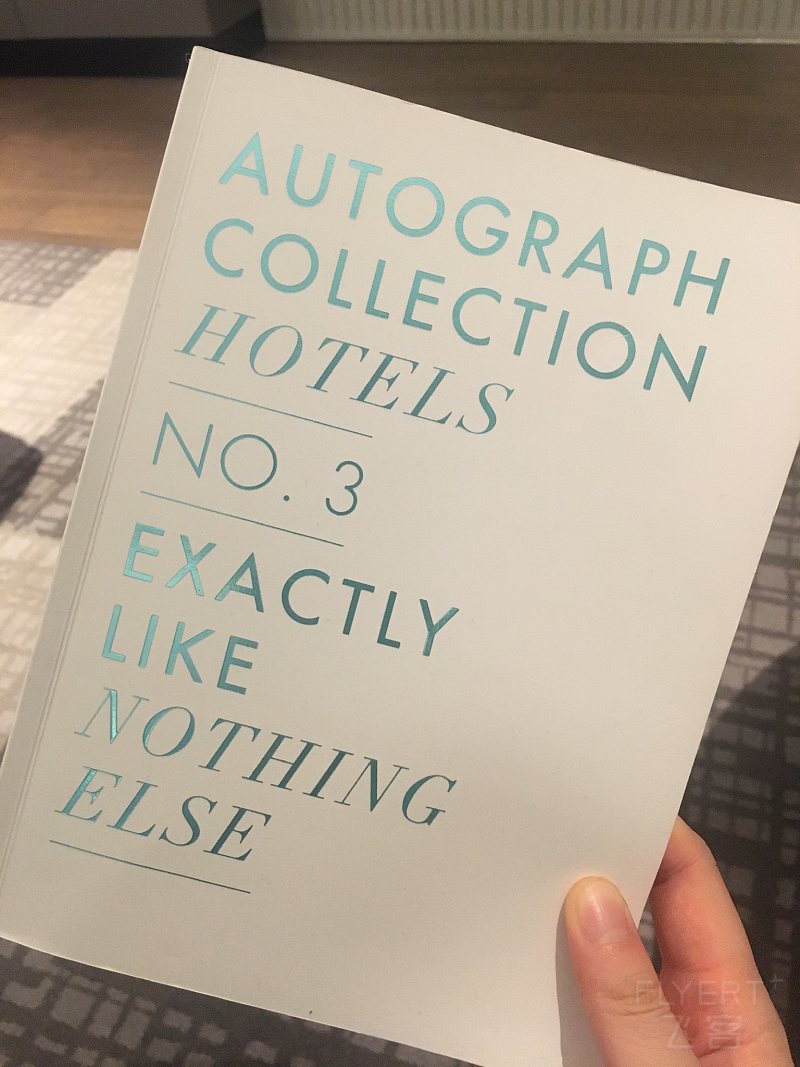 AUTOGRAPH
COLLECTION
HOTELS
NO. 3
EXACTLY
LIKE
NOTHING
ELSE
FLYERT
飞客